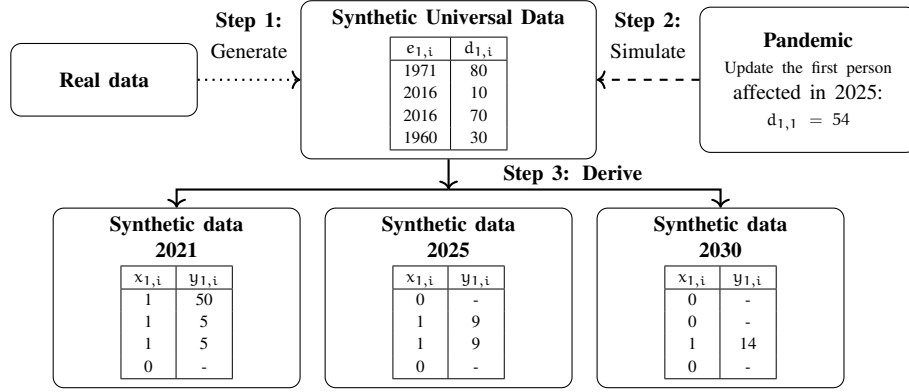 Step 1:
Generate
Real data
Synthetic Universal Data
e1,i d1,i
1971 80
2016 10
2016 70
1960 30
Step 2:
Simulate
Pandemic
Update the first person
affected in 2025:
d1,1 = 54
Step 3: Derive
Synthetic data
2021
x1,i y1,i
1 50
1 5
1 5
0 -
Synthetic data
2025
x1,i y1,i
0 -
1 9
1 9
0 -
Synthetic data
2030
x1,i y1,i
0 -
0 -
1 14
0 -